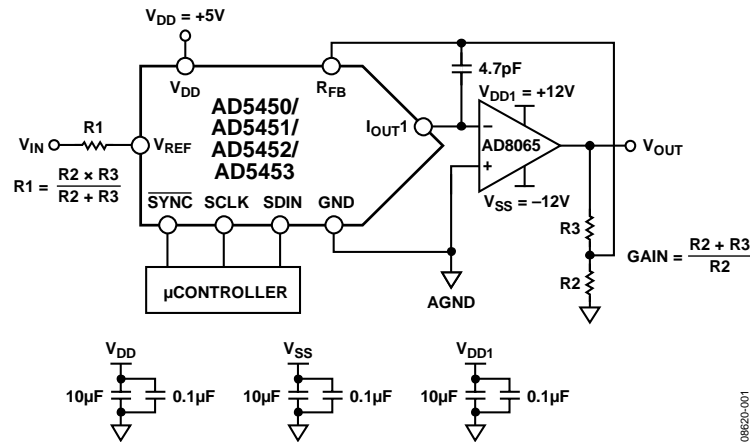 V_DD = +5V
V_DD
R_FB
4.7pF
V_DD1 = +12V
AD5450/
AD5451/
AD5452/
AD5453
I_OUT1
−
AD8065
+
V_OUT
V_IN
R1
V_REF
R1 = R2 × R3
R2 + R3
SYNC SCLK SDIN GND
V_SS = −12V
R3
GAIN = R2 + R3
R2
R2
µCONTROLLER
AGND
V_DD
V_SS
V_DD1
10µF 0.1µF
10µF 0.1µF
10µF 0.1µF
08620-001